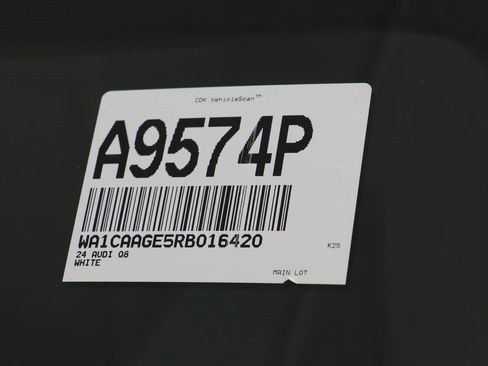 CDK VehicleScan™
A9574P
WA1CAAGE5RB016420
K25
24 AUDI Q8
WHITE
MAIN LOT